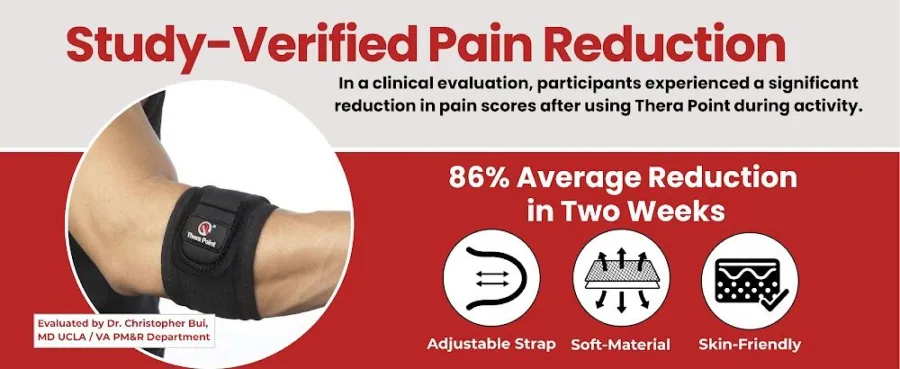 Study-Verified Pain Reduction
In a clinical evaluation, participants experienced a significant
reduction in pain scores after using Thera Point during activity.
86% Average Reduction
in Two Weeks
Thera Point
Evaluated by Dr. Christopher Bui,
MD UCLA / VA PM&R Department
Adjustable Strap
Soft-Material
Skin-Friendly